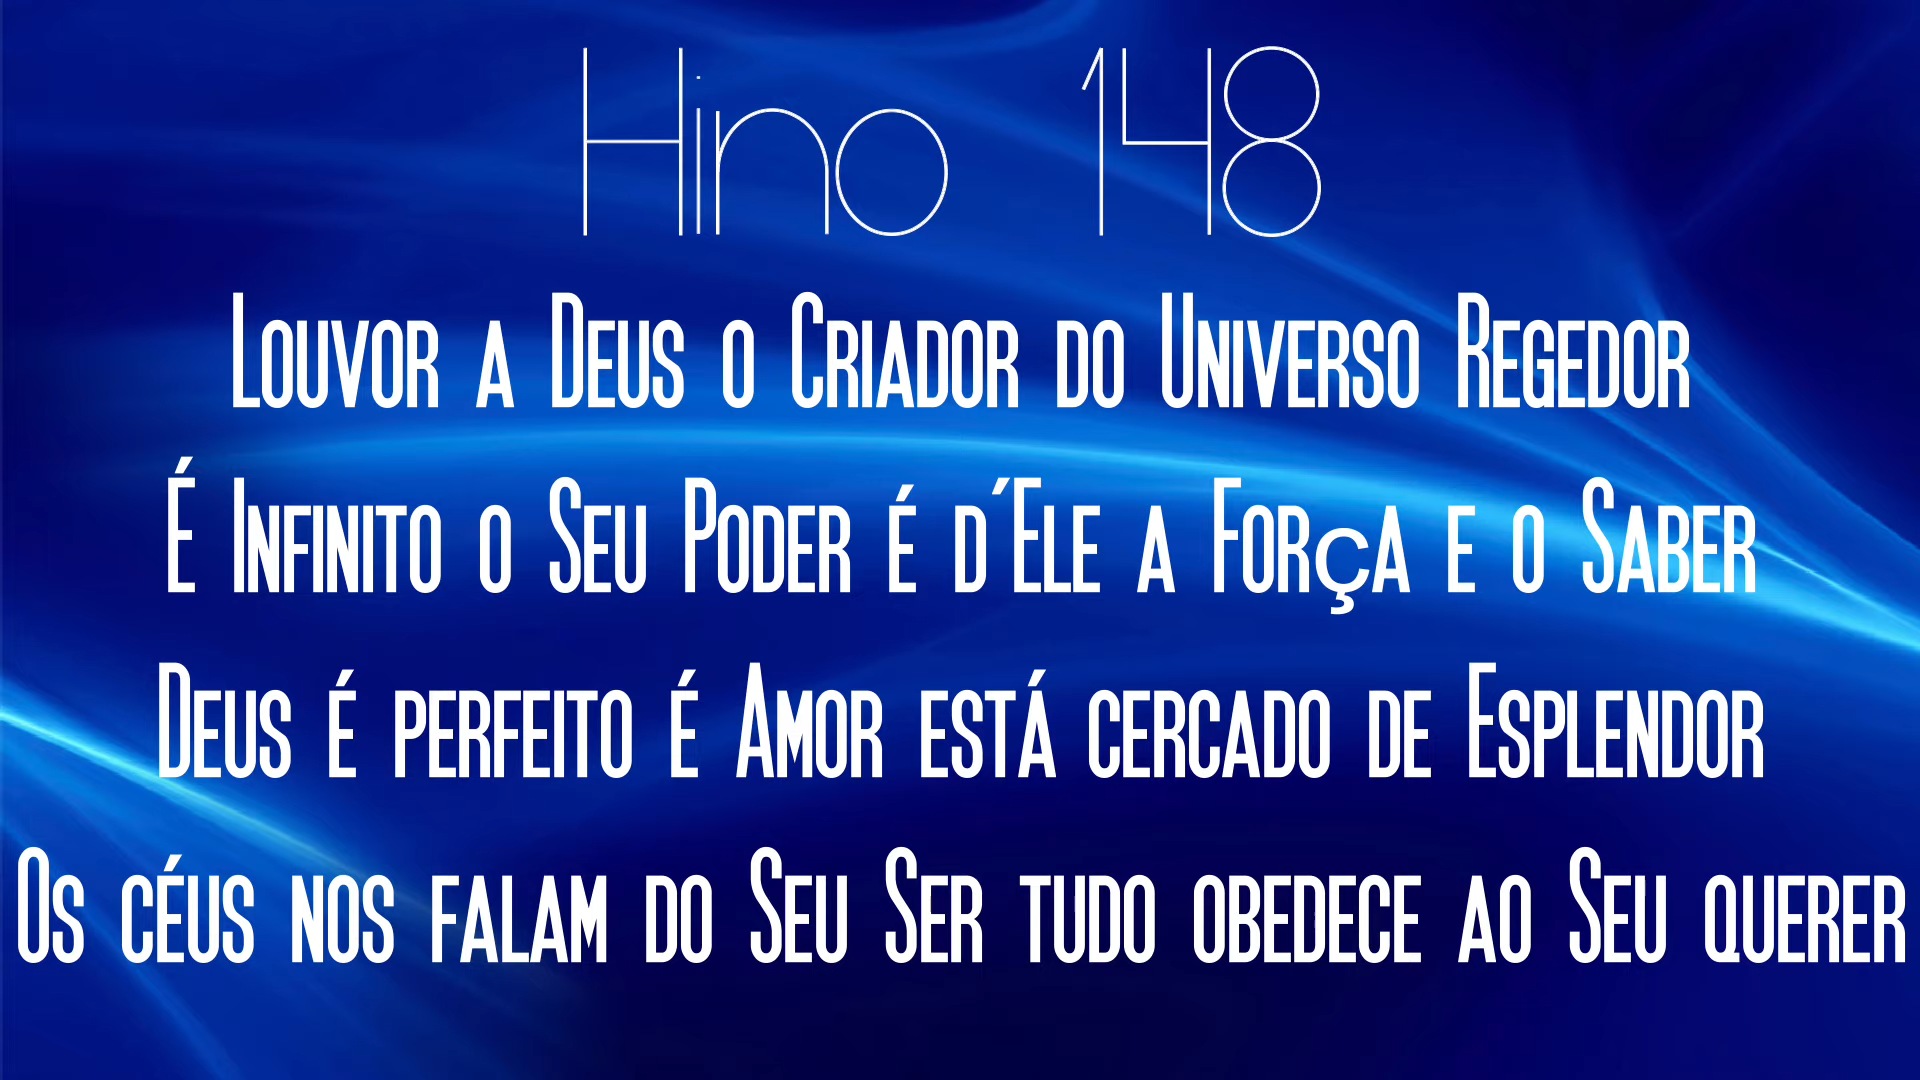 Hino 148
Louvor a Deus o Criador do Universo Regedor
É Infinito o Seu Poder é d´Ele a Força e o Saber
Deus é perfeito é Amor está cercado de Esplendor
Os céus nos falam do Seu Ser tudo obedece ao Seu querer